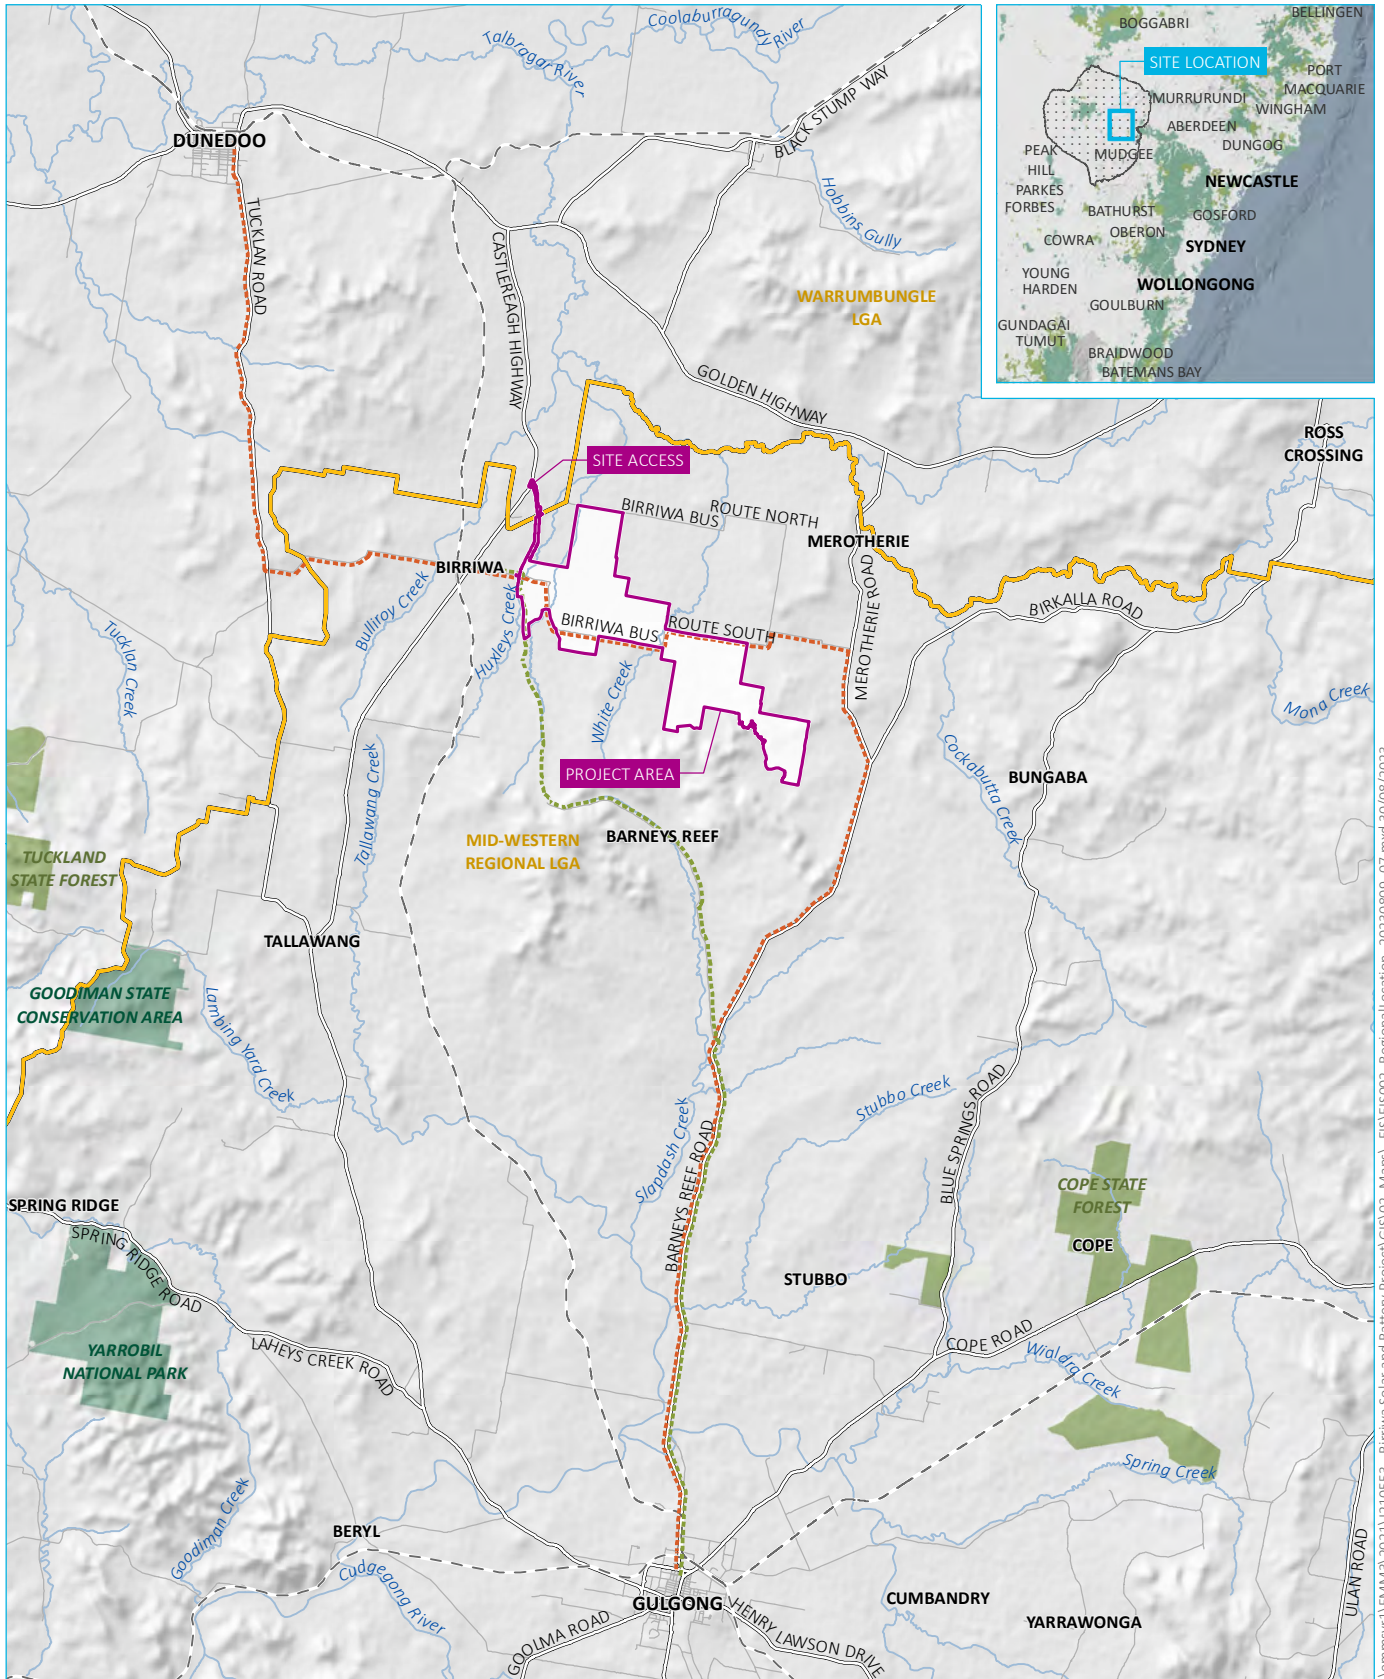 Coolaburragundy River
Talbragar River
BLACK STUMP WAY
DUNEDOO
TUCKLAN ROAD
CASTLEREAGH HIGHWAY
Hobbins Gully
WARRUMBUNGLE
LGA
GOLDEN HIGHWAY
BOGGABRI
BELLINGEN
SITE LOCATION
PORT
MACQUARIE
MURRURUNDI
WINGHAM
ABERDEEN
DUNGOG
PEAK
HILL
MUDGEE
NEWCASTLE
PARKES
FORBES
BATHURST
GOSFORD
OBERON
COWRA
SYDNEY
YOUNG
HARDEN
WOLLONGONG
GOULBURN
GUNDAGAI
TUMUT
BRAIDWOOD
BATEMANS BAY
ROSS
CROSSING
SITE ACCESS
BIRRIWA BUS ROUTE NORTH
MEROTHERIE
BIRRIWA
MEROTHERIE ROAD
BIRKALLA ROAD
Bulliroy Creek
Huxleys Creek
BIRRIWA BUS ROUTE SOUTH
Tucklan Creek
White Creek
Mona Creek
Cockabutta Creek
Tallawang Creek
PROJECT AREA
BUNGABA
MID-WESTERN
REGIONAL LGA
BARNEYS REEF
TUCKLAND
STATE FOREST
TALLAWANG
GOODIMAN STATE
CONSERVATION AREA
Lambing Yard Creek
Stubbo Creek
Slapdash Creek
BARNEYS REEF ROAD
BLUE SPRINGS ROAD
COPE STATE
FOREST
COPE
SPRING RIDGE
SPRING RIDGE ROAD
STUBBO
LAHEYS CREEK ROAD
YARROBIL
NATIONAL PARK
COPE ROAD
Wialdra Creek
Spring Creek
Goodiman Creek
BERYL
Cudgegong River
GULGONG
GOOLMA ROAD
HENRY LAWSON DRIVE
CUMBANDRY
YARRAWONGA
ULAN ROAD